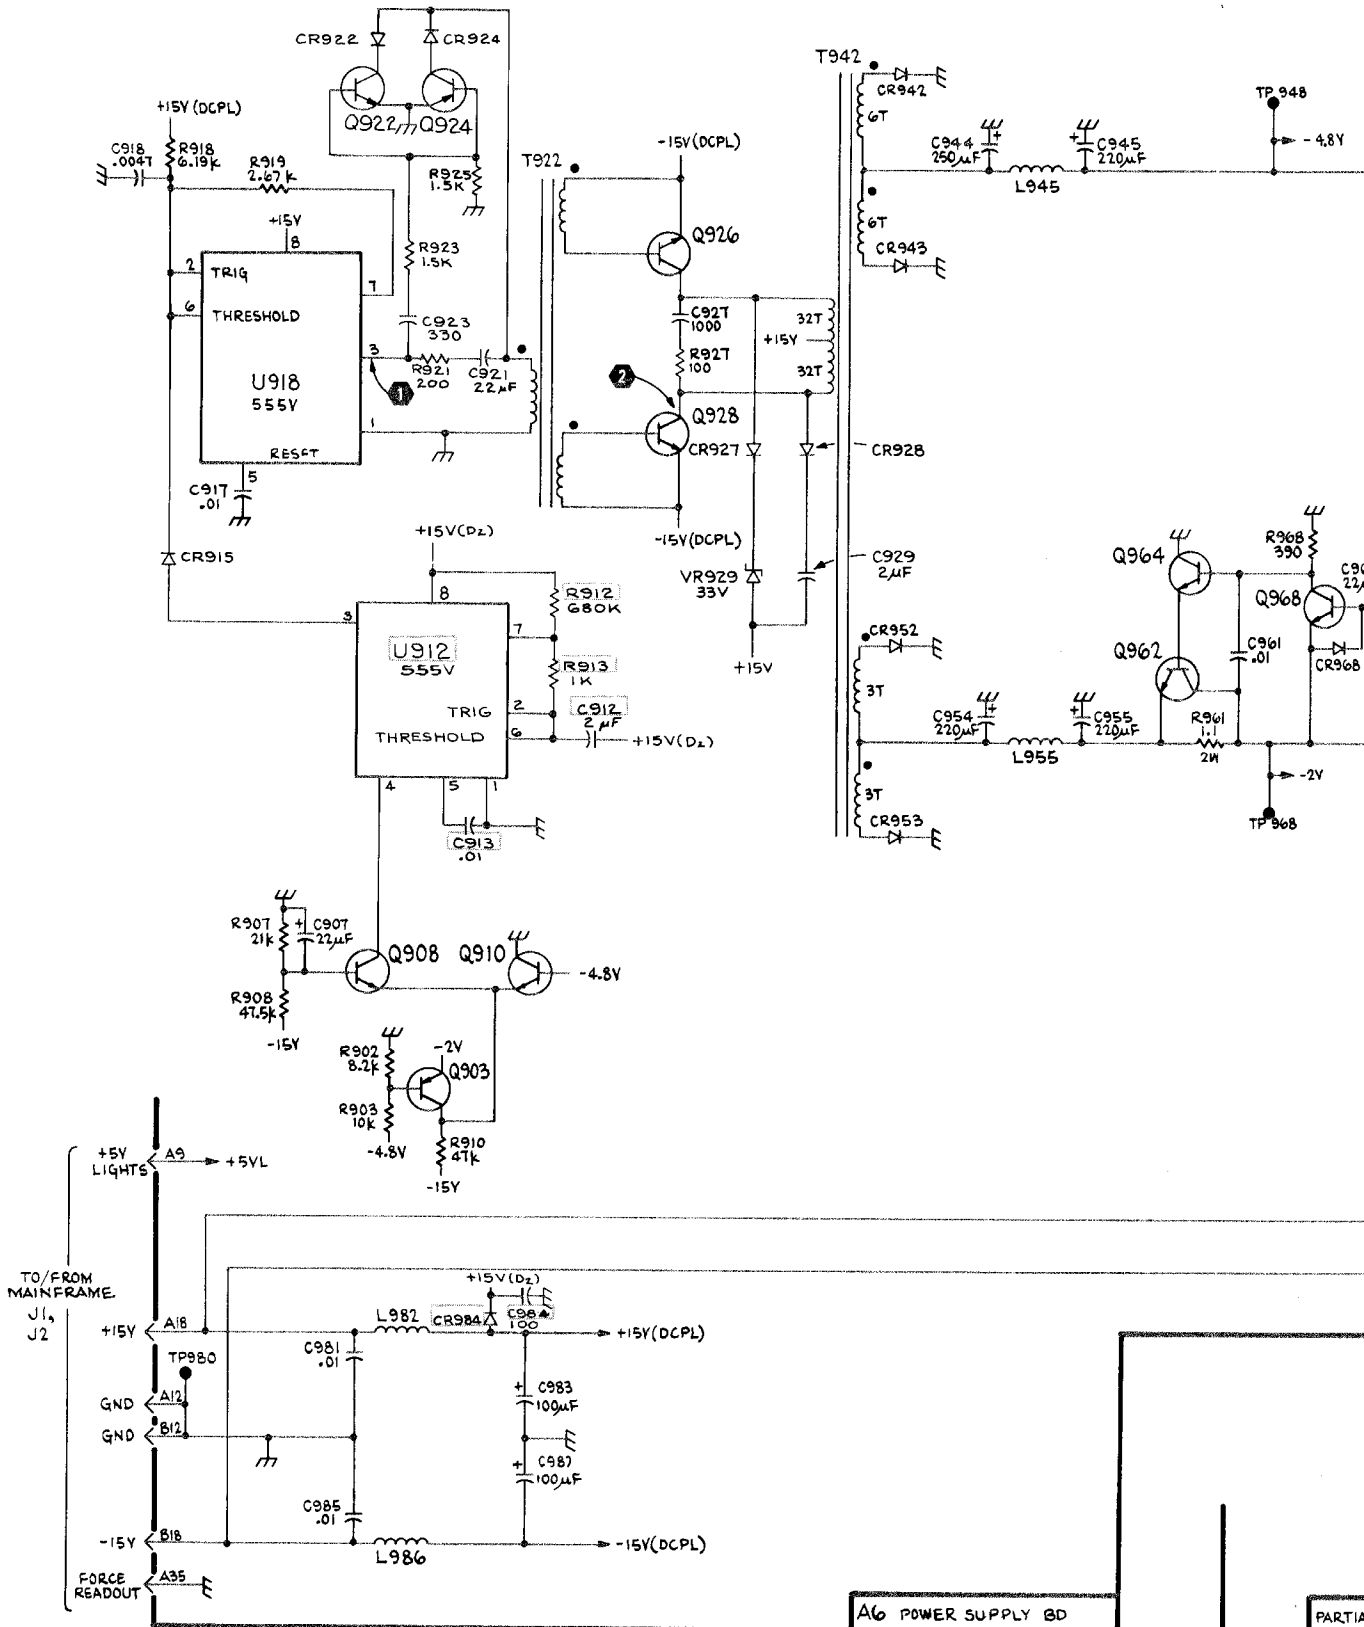 CR922
CR924
Q922
Q924
+15V (DCPL)
C918
.0047
R918
6.19K
R919
2.67K
R925
1.5K
+15V
8
2
TRIG
7
6
THRESHOLD
3
U918
555V
1
RESET
5
C917
.01
R923
1.5K
C923
330
R921
200
C921
22µF
1
T922
-15V (DCPL)
Q926
C927
1000
R927
100
2
Q928
-15V (DCPL)
CR927
CR928
VR929
33V
C929
2µF
+15V
32T
+15V
32T
T942
CR942
6T
6T
CR943
C944
250µF
L945
C945
220µF
TP 948
-4.8V
CR952
3T
3T
CR953
C954
220µF
L955
C955
220µF
Q964
Q962
R968
390
Q968
CR968
C961
.01
R961
1.1
2W
-2V
TP 968
CR915
+15V(D2)
8
3
U912
555V
7
R912
680K
R913
1K
TRIG
2
C912
2 µF
+15V(D2)
THRESHOLD
6
4
5
1
C913
.01
R907
21K
C907
22µF
R908
47.5K
-15V
Q908
Q910
-4.8V
R902
8.2K
-2V
Q903
R903
10K
-4.8V
R910
47K
-15V
+5V
LIGHTS
A9
+5VL
TO/FROM
MAINFRAME
J1,
J2
+15V
A18
TP980
GND
A12
GND
B12
-15V
B18
FORCE
READOUT
A35
C981
.01
L982
+15V(D2)
CR984
C984
100
+15V(DCPL)
C983
100µF
C987
100µF
C985
.01
L986
-15V(DCPL)
A6 POWER SUPPLY BD